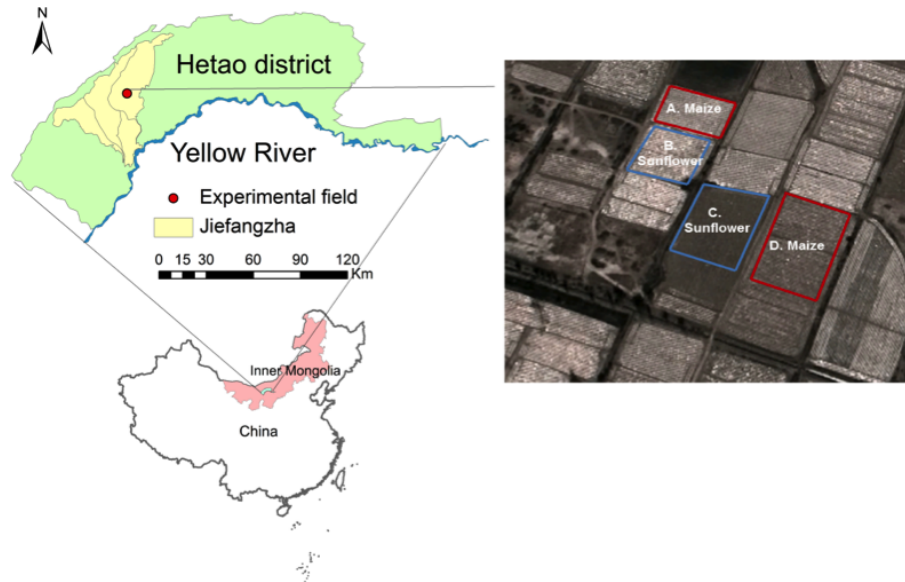 N
Hetao district
Yellow River
Experimental field
Jiefangzha
0 15 30 60 90 120
Km
Inner Mongolia
China
A. Maize
B.
Sunflower
C.
Sunflower
D. Maize